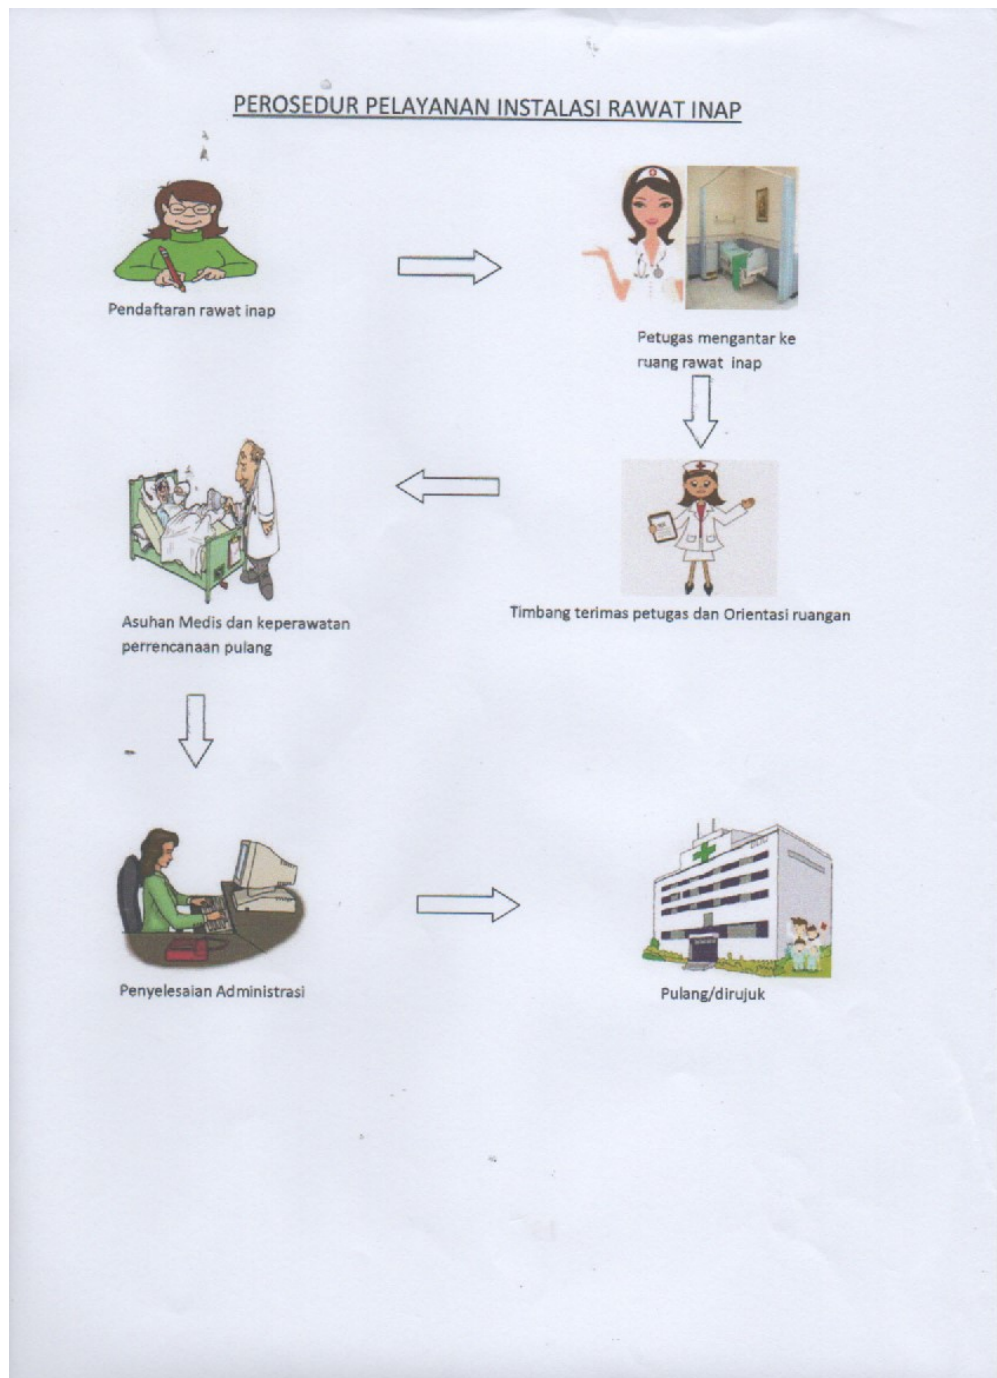 PEROSEDUR PELAYANAN INSTALASI RAWAT INAP
Pendaftaran rawat inap
Petugas mengantar ke
ruang rawat inap
Timbang terimas petugas dan Orientasi ruangan
Asuhan Medis dan keperawatan
perrencanaan pulang
Penyelesaian Administrasi
Pulang/dirujuk